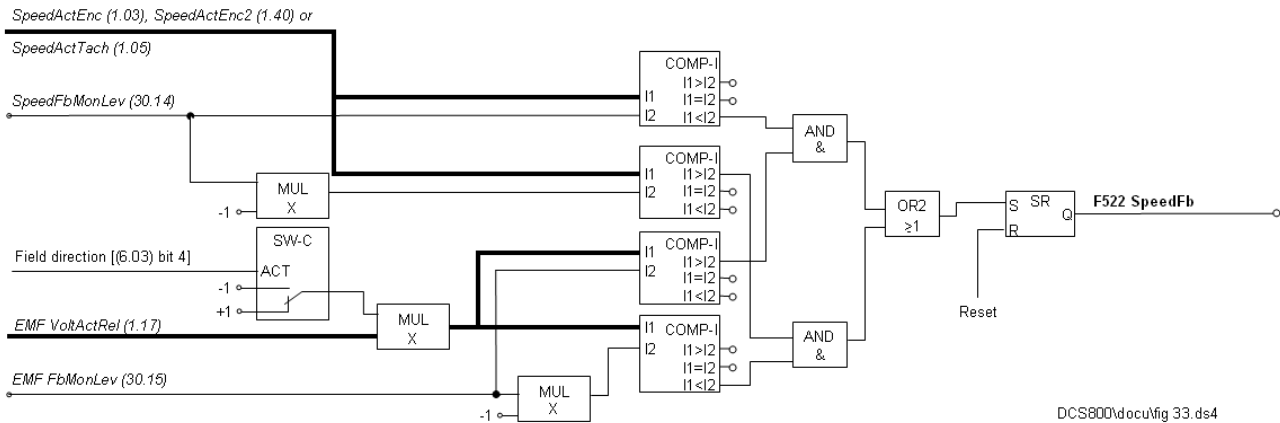 SpeedActEnc (1.03), SpeedActEnc2 (1.40) or
SpeedActTach (1.05)
SpeedFbMonLev (30.14)
MUL
X
-1
Field direction [(6.03) bit 4]
SW-C
ACT
-1
+1
EMF VoltActRel (1.17)
MUL
X
EMF FbMonLev (30.15)
MUL
X
-1
COMP-I
I1>I2
I1
I1=I2
I2
I1<I2
COMP-I
I1
I1>I2
I2
I1=I2
I1<I2
COMP-I
I1
I1>I2
I2
I1=I2
I1<I2
COMP-I
I1
I2
I1>I2
I1=I2
I1<I2
AND
&
AND
&
OR2
≥1
S SR
Q
R
F522 SpeedFb
Reset
DCS800\docu\fig 33.ds4